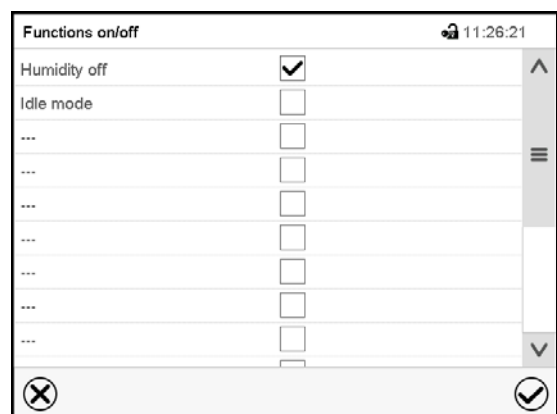 Functions on/off 11:26:21
Humidity off
Idle mode
---
---
---
---
---
---
---